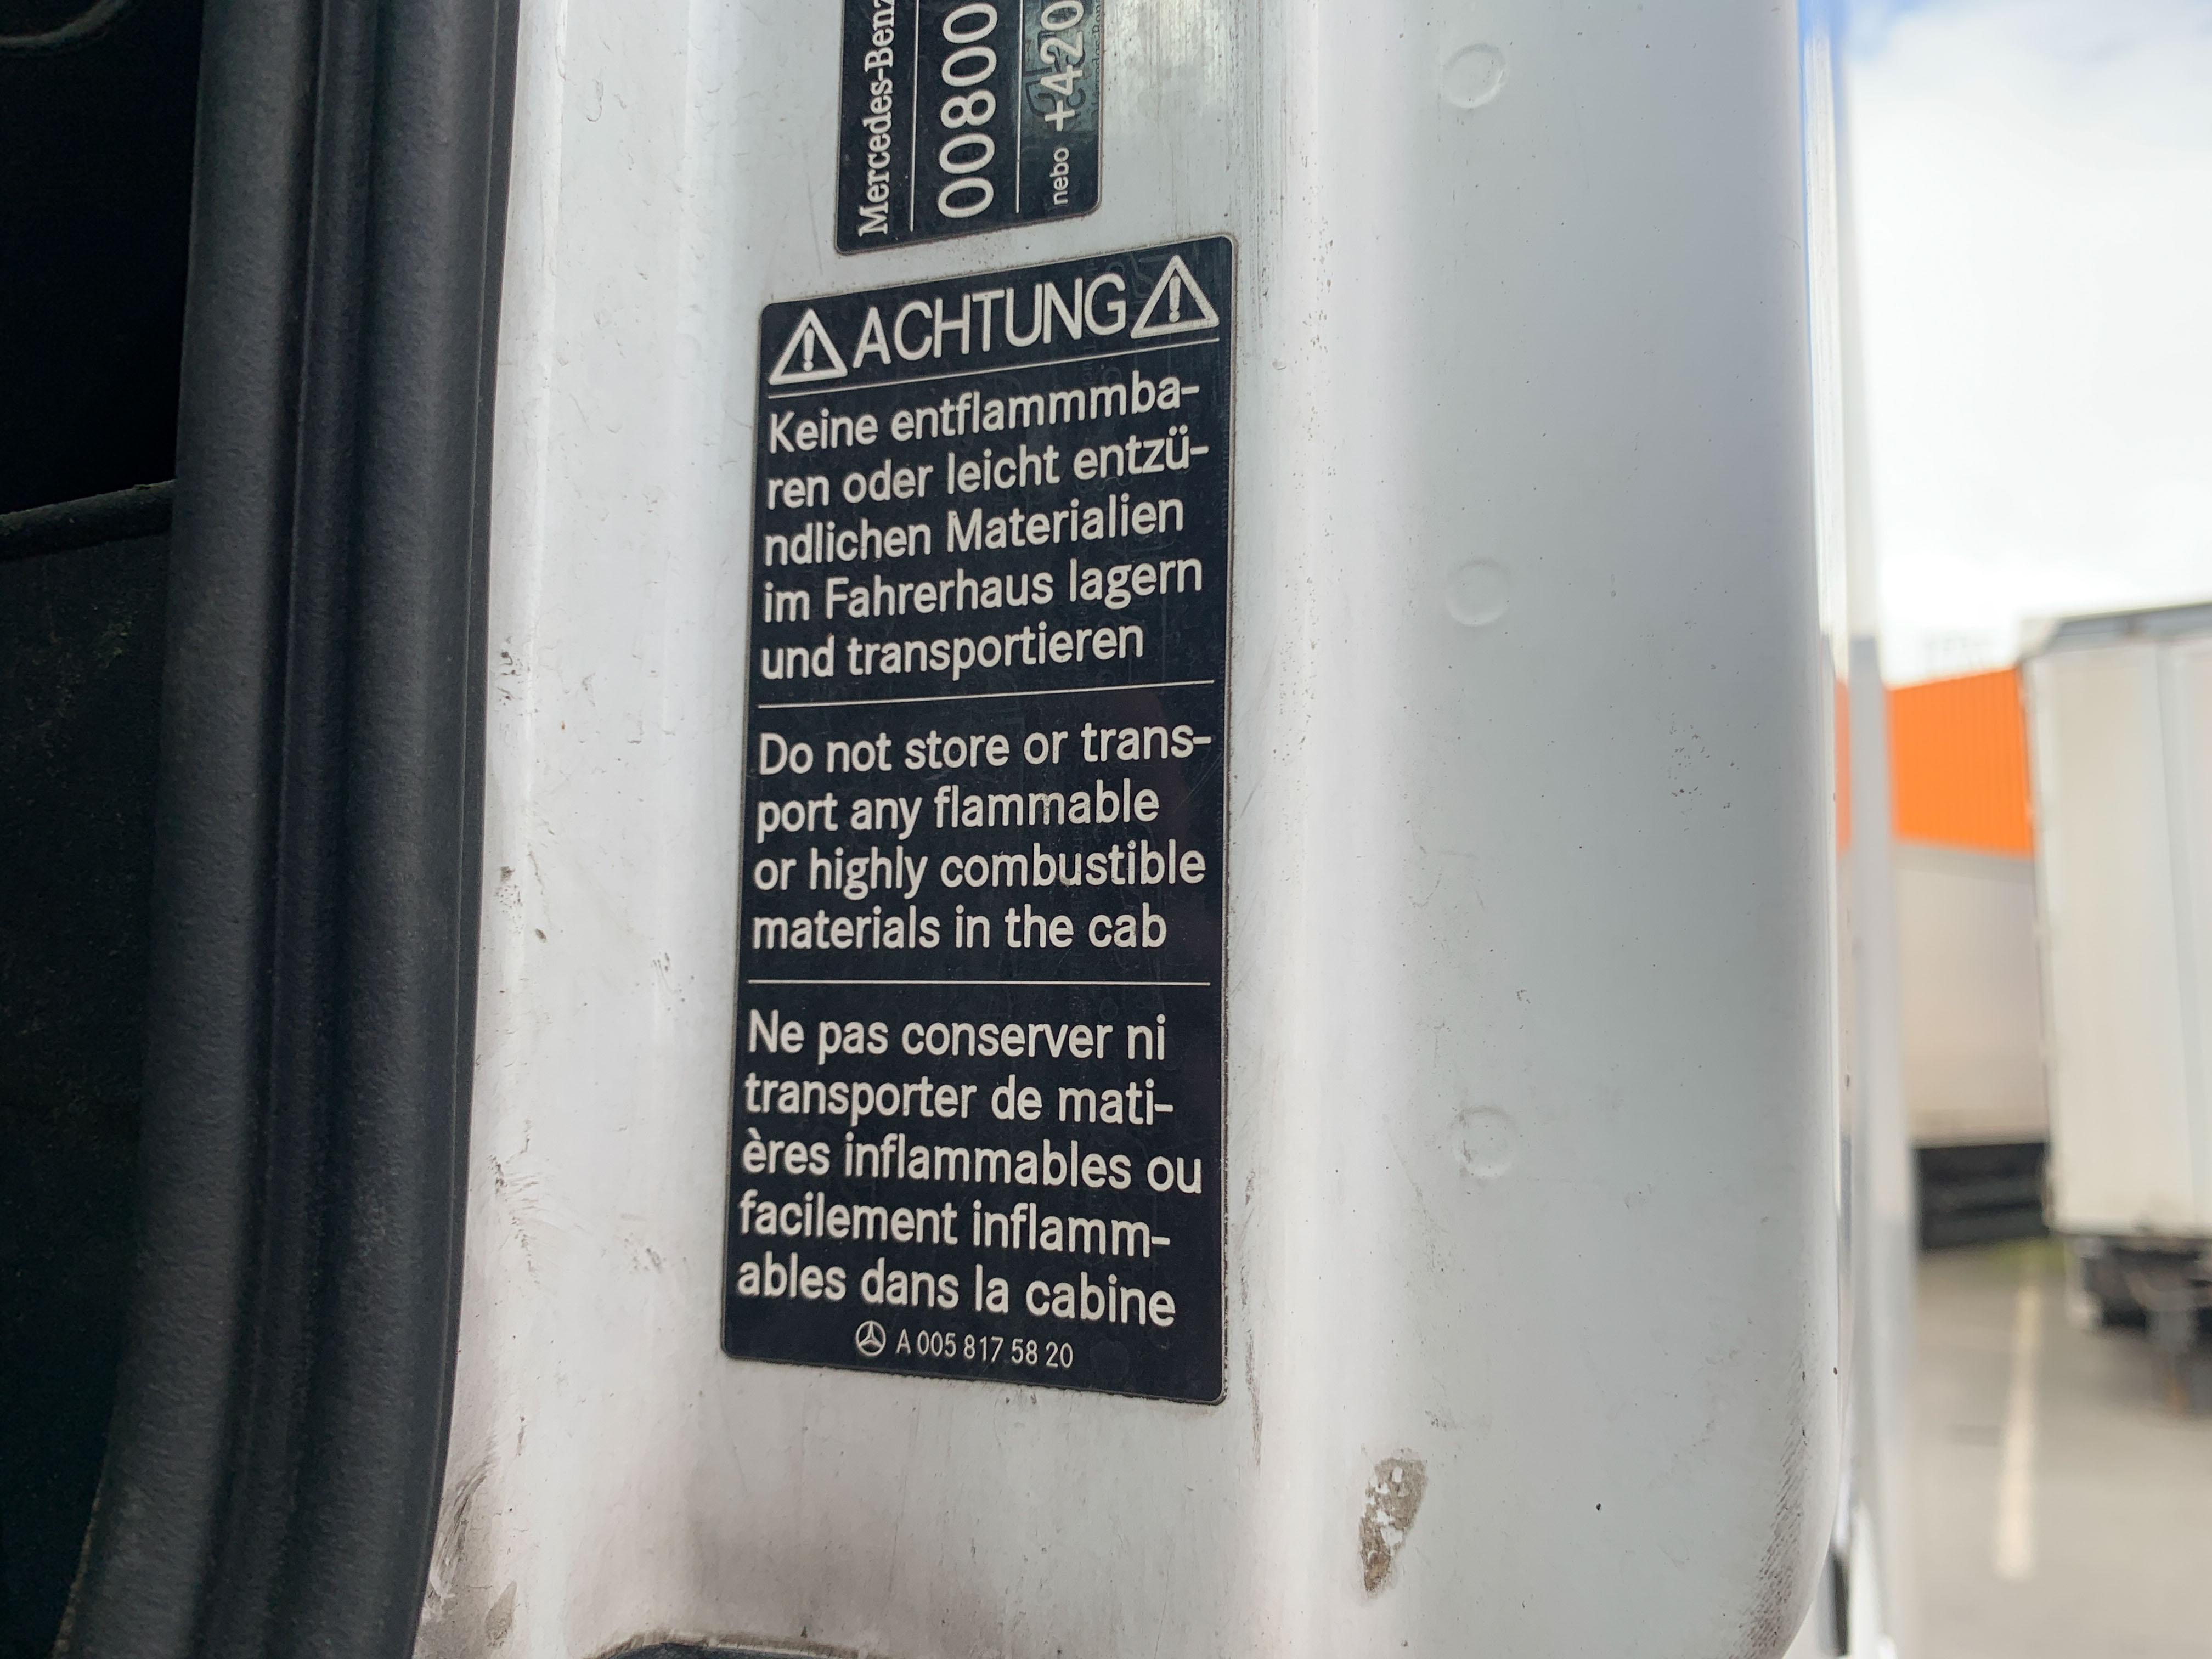 Mercedes-Benz
00800
nebo +420
ACHTUNG
Keine entflammmba-
ren oder leicht entzü-
ndlichen Materialien
im Fahrerhaus lagern
und transportieren
Do not store or trans-
port any flammable
or highly combustible
materials in the cab
Ne pas conserver ni
transporter de mati-
ères inflammables ou
facilement inflamm-
ables dans la cabine
A 005 817 58 20